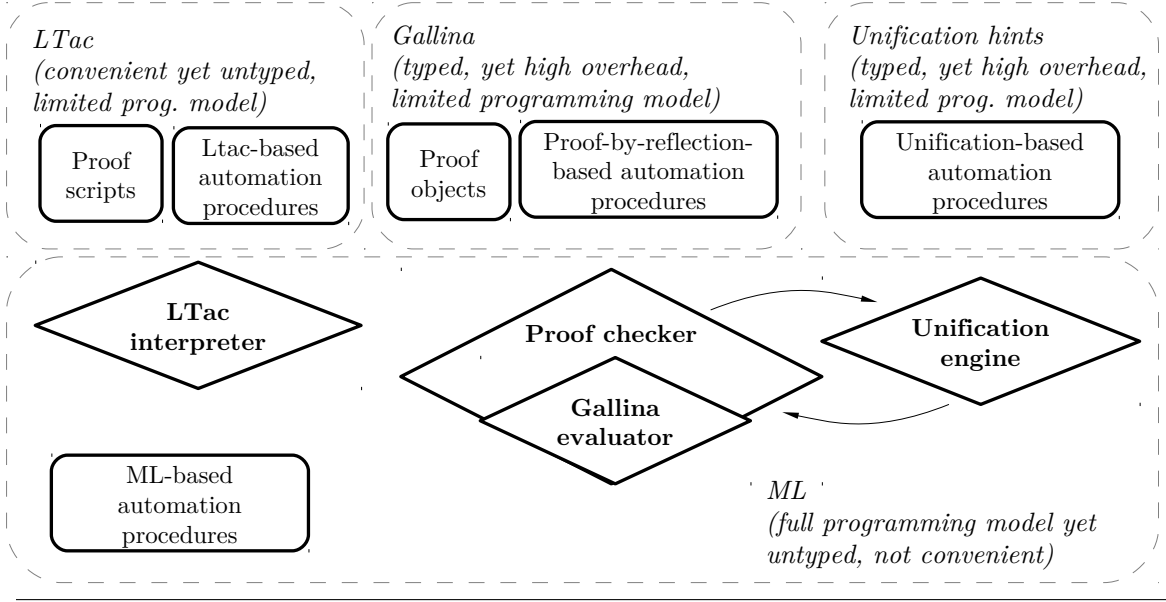 LTac
(convenient yet untyped,
limited prog. model)
Proof
scripts
Ltac-based
automation
procedures
Gallina
(typed, yet high overhead,
limited programming model)
Proof
objects
Proof-by-reflection-
based automation
procedures
Unification hints
(typed, yet high overhead,
limited prog. model)
Unification-based
automation
procedures
LTac
interpreter
Proof checker
Gallina
evaluator
Unification
engine
ML-based
automation
procedures
ML
(full programming model yet
untyped, not convenient)